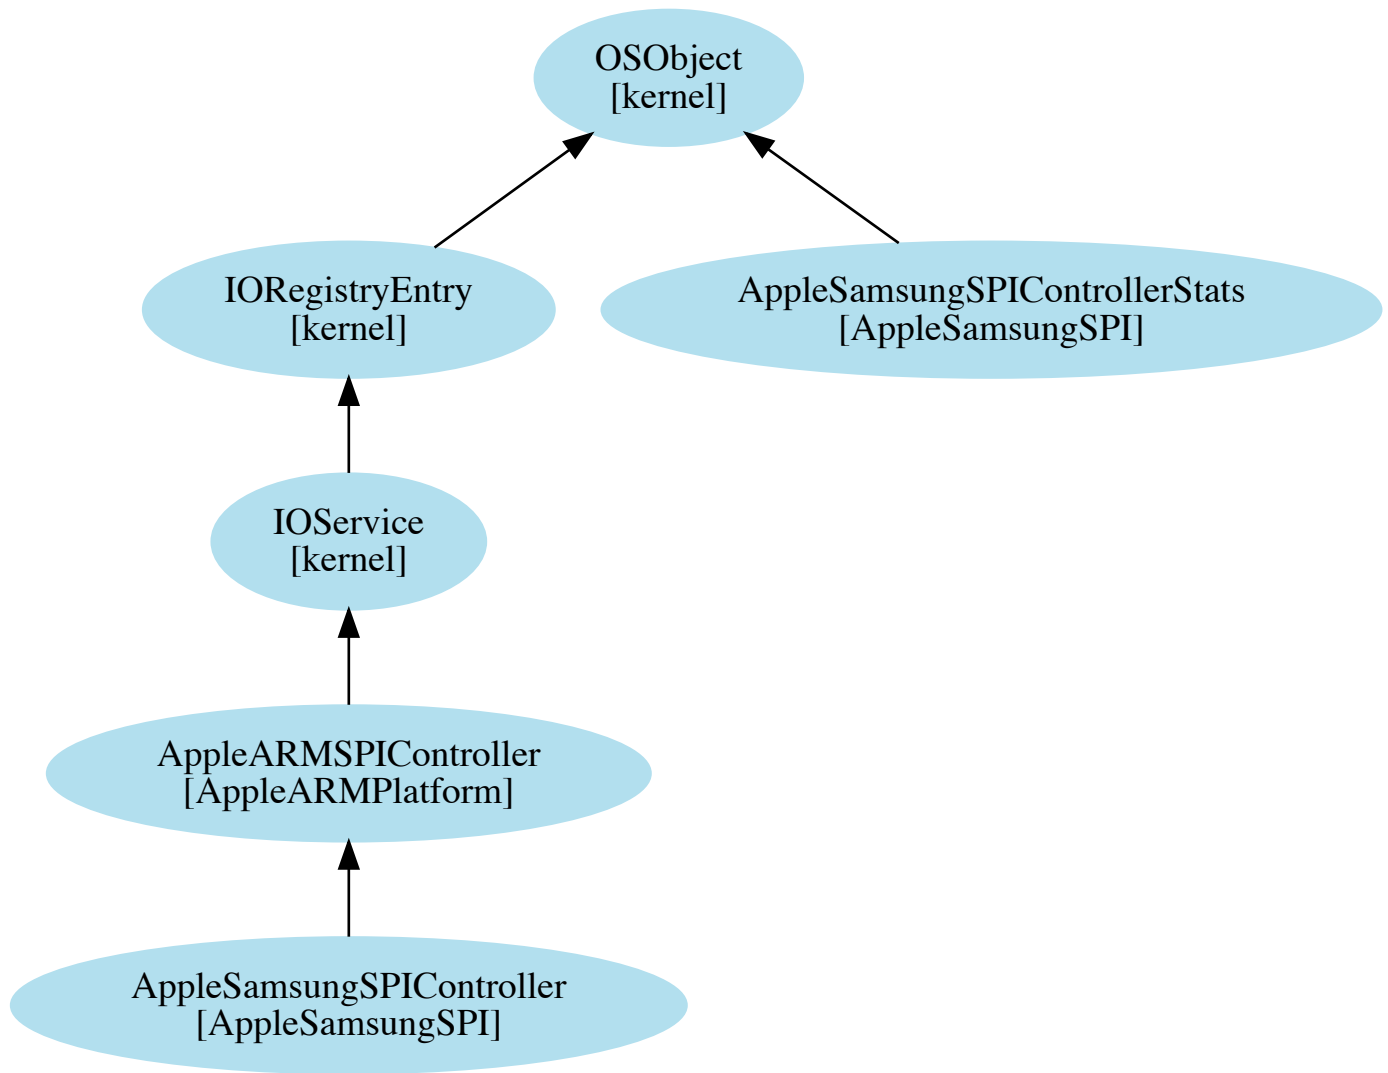 OSObject
[kernel]
IORegistryEntry
[kernel]
AppleSamsungSPIControllerStats
[AppleSamsungSPI]
IOService
[kernel]
AppleARMSPIController
[AppleARMPlatform]
AppleSamsungSPIController
[AppleSamsungSPI]